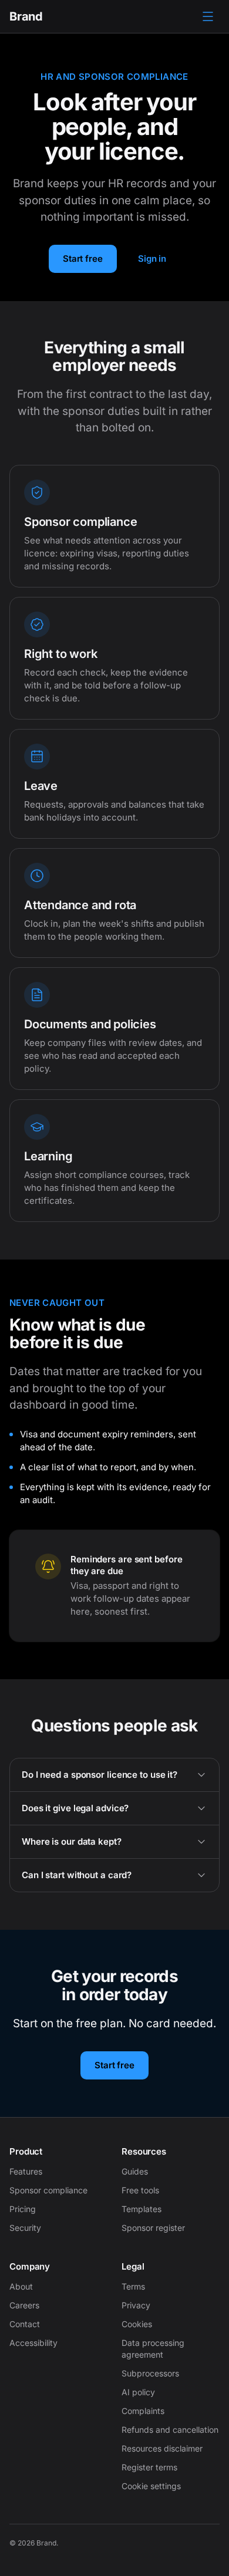 Brand
HR AND SPONSOR COMPLIANCE
Look after your
people, and
your licence.
Brand keeps your HR records and your
sponsor duties in one calm place, so
nothing important is missed.
Start free
Sign in
Everything a small
employer needs
From the first contract to the last day,
with the sponsor duties built in rather
than bolted on.
Sponsor compliance
See what needs attention across your
licence: expiring visas, reporting duties
and missing records.
Right to work
Record each check, keep the evidence
with it, and be told before a follow-up
check is due.
Leave
Requests, approvals and balances that take
bank holidays into account.
Attendance and rota
Clock in, plan the week's shifts and publish
them to the people working them.
Documents and policies
Keep company files with review dates, and
see who has read and accepted each
policy.
Learning
Assign short compliance courses, track
who has finished them and keep the
certificates.
NEVER CAUGHT OUT
Know what is due
before it is due
Dates that matter are tracked for you
and brought to the top of your
dashboard in good time.
Visa and document expiry reminders, sent
ahead of the date.
A clear list of what to report, and by when.
Everything is kept with its evidence, ready for
an audit.
Reminders are sent before
they are due
Visa, passport and right to
work follow-up dates appear
here, soonest first.
Questions people ask
Do I need a sponsor licence to use it?
Does it give legal advice?
Where is our data kept?
Can I start without a card?
Get your records
in order today
Start on the free plan. No card needed.
Start free
Product
Features
Sponsor compliance
Pricing
Security
Resources
Guides
Free tools
Templates
Sponsor register
Company
About
Careers
Contact
Accessibility
Legal
Terms
Privacy
Cookies
Data processing
agreement
Subprocessors
AI policy
Complaints
Refunds and cancellation
Resources disclaimer
Register terms
Cookie settings
© 2026 Brand.